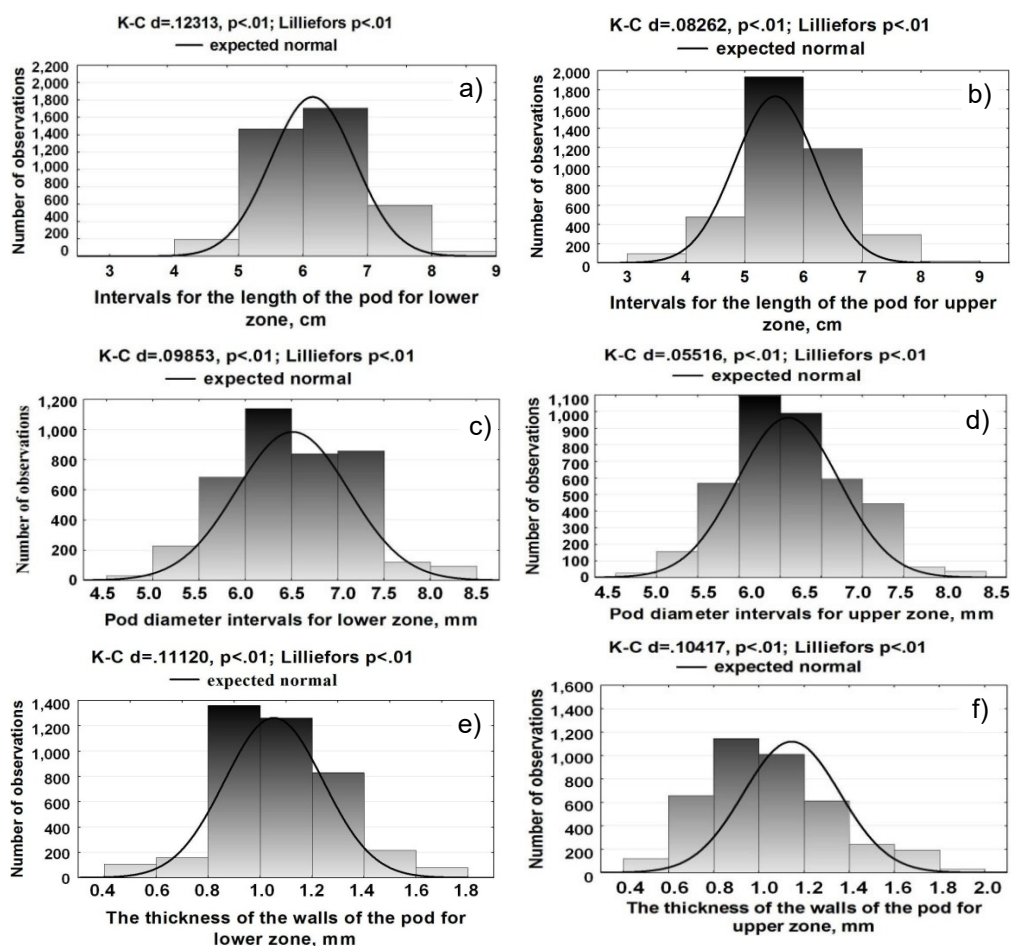 K-C d=.12313, p<.01; Lilliefors p<.01
expected normal
a)
Number of observations
2,200
2,000
1,800
1,600
1,400
1,200
1,000
800
600
400
200
0
3 4 5 6 7 8 9
Intervals for the length of the pod for lower
zone, cm
K-C d=.08262, p<.01; Lilliefors p<.01
expected normal
b)
Number of observations
2,000
1,800
1,600
1,400
1,200
1,000
800
600
400
200
0
3 4 5 6 7 8 9
Intervals for the length of the pod for upper
zone, cm
K-C d=.09853, p<.01; Lilliefors p<.01
expected normal
c)
Number of observations
1,200
1,000
800
600
400
200
0
4.5 5.0 5.5 6.0 6.5 7.0 7.5 8.0 8.5
Pod diameter intervals for lower zone, mm
K-C d=.05516, p<.01; Lilliefors p<.01
expected normal
d)
Number of observations
1,100
1,000
900
800
700
600
500
400
300
200
100
0
4.5 5.0 5.5 6.0 6.5 7.0 7.5 8.0 8.5
Pod diameter intervals for upper zone, mm
K-C d=.11120, p<.01; Lilliefors p<.01
expected normal
e)
Number of observations
1,400
1,200
1,000
800
600
400
200
0
0.4 0.6 0.8 1.0 1.2 1.4 1.6 1.8
The thickness of the walls of the pod for
lower zone, mm
K-C d=.10417, p<.01; Lilliefors p<.01
expected normal
f)
Number of observations
1,600
1,400
1,200
1,000
800
600
400
200
0
0.4 0.6 0.8 1.0 1.2 1.4 1.6 1.8 2.0
The thickness of the walls of the pod for
upper zone, mm